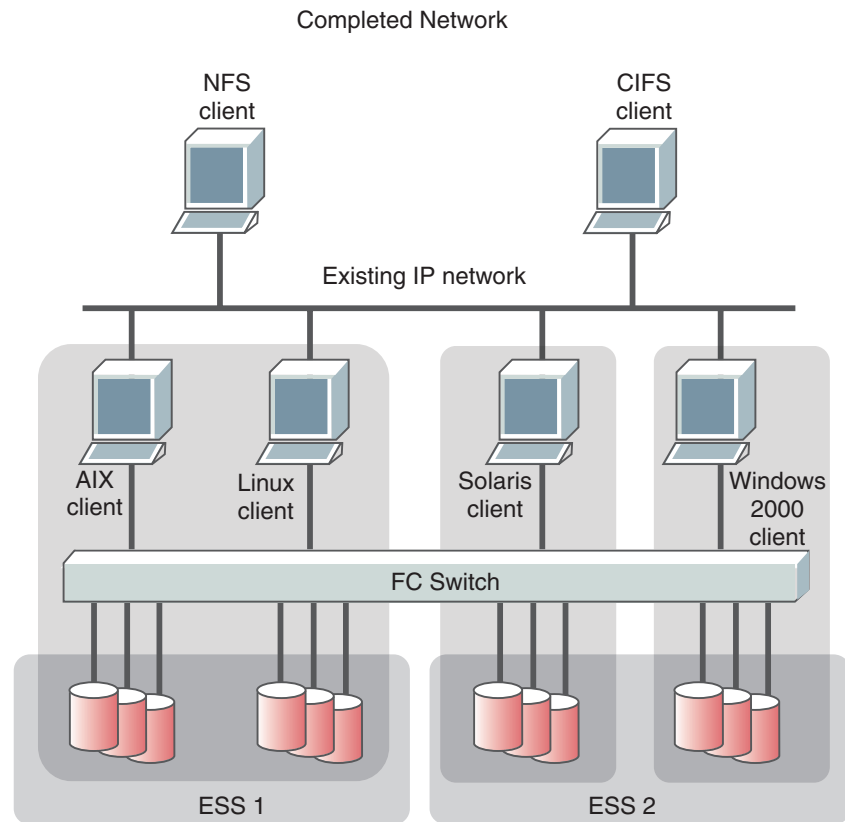 Completed Network
NFS
client
CIFS
client
Existing IP network
AIX
client
Linux
client
Solaris
client
Windows
2000
client
FC Switch
ESS 1
ESS 2